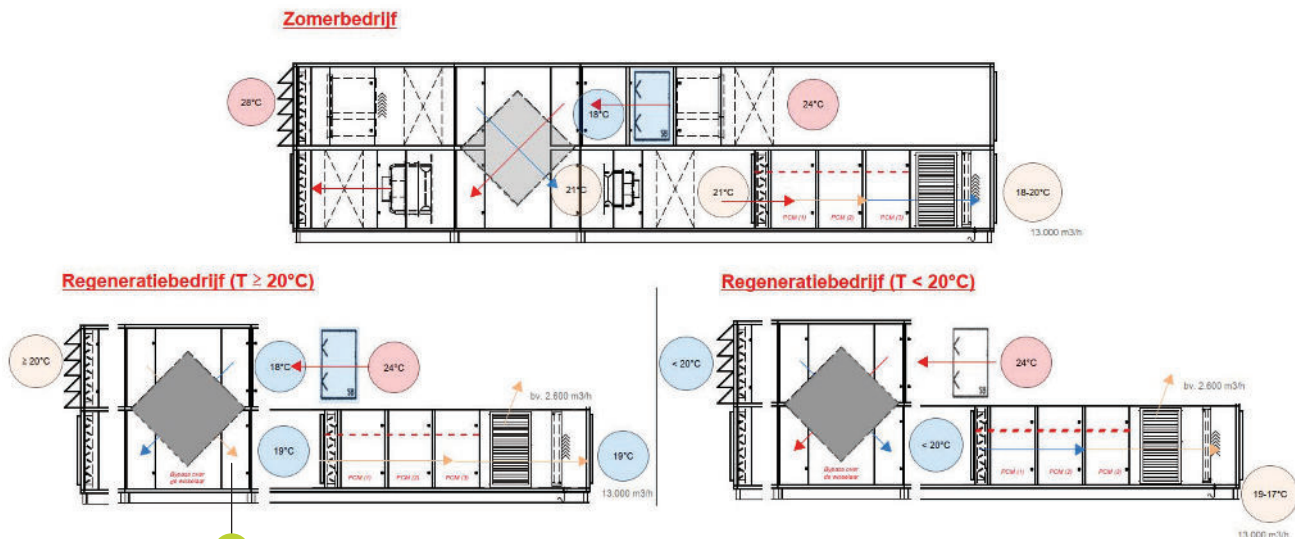 Zomerbedrijf
28°C
18°C
24°C
21°C
21°C
18-20°C
PCM (1)
PCM (2)
PCM (3)
13.000 m3/h
Regeneratiebedrijf (T ≥ 20°C)
≥ 20°C
18°C
24°C
bv. 2.600 m3/h
19°C
19°C
Bypass over
de wisselaar
PCM (1)
PCM (2)
PCM (3)
13.000 m3/h
Regeneratiebedrijf (T < 20°C)
< 20°C
24°C
bv. 2.600 m3/h
< 20°C
Bypass over
de wisselaar
PCM (1)
PCM (2)
PCM (3)
19-17°C
13.000 m3/h